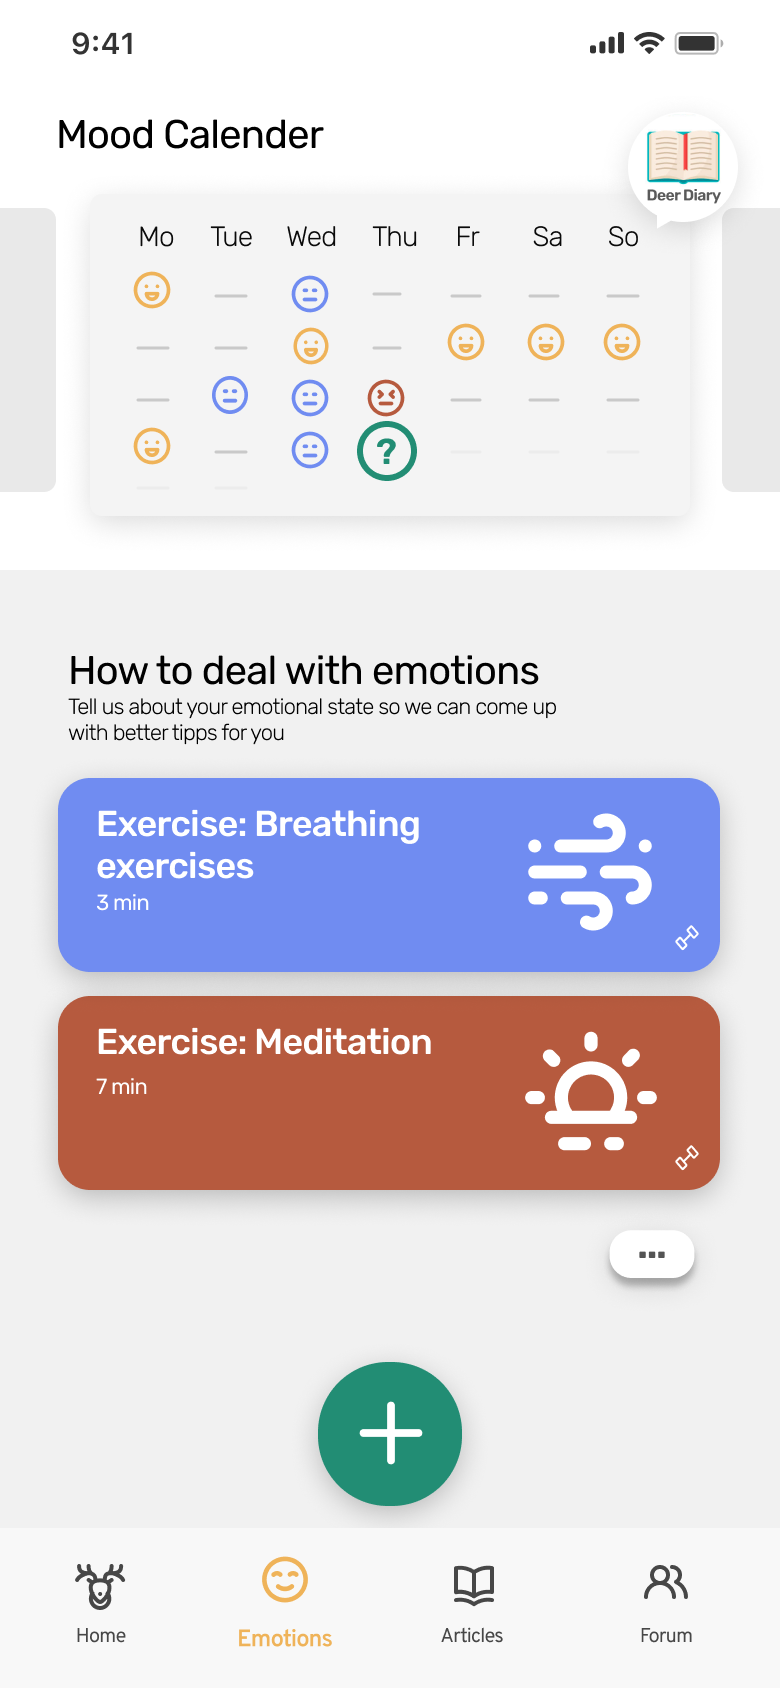 9:41
Mood Calender
Deer Diary
Mo Tue Wed Thu Fr Sa So
?
How to deal with emotions
Tell us about your emotional state so we can come up
with better tipps for you
Exercise: Breathing
exercises
3 min
Exercise: Meditation
7 min
Home Emotions Articles Forum